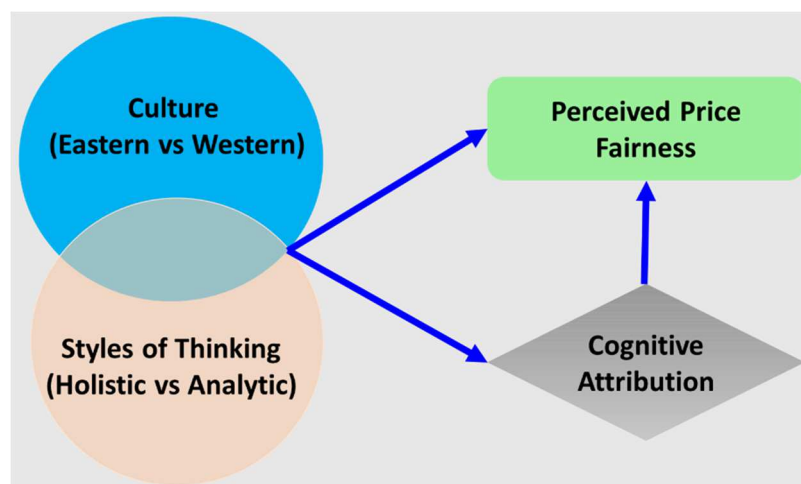 Culture
(Eastern vs Western)
Styles of Thinking
(Holistic vs Analytic)
Perceived Price
Fairness
Cognitive
Attribution